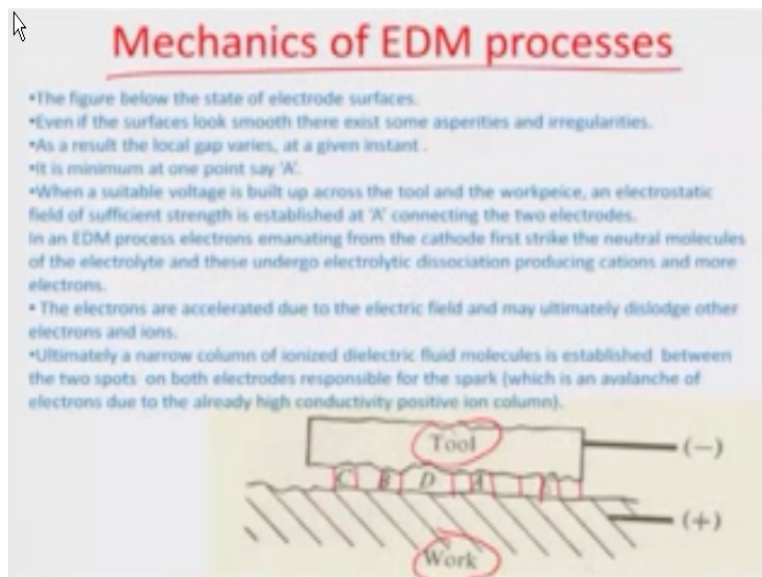 Mechanics of EDM processes
•The figure below the state of electrode surfaces.
•Even if the surfaces look smooth there exist some asperities and irregularities.
•As a result the local gap varies, at a given instant .
•It is minimum at one point say ‘A’.
•When a suitable voltage is built up across the tool and the workpeice, an electrostatic
field of sufficient strength is established at ‘A’ connecting the two electrodes.
In an EDM process electrons emanating from the cathode first strike the neutral molecules
of the electrolyte and these undergo electrolytic dissociation producing cations and more
electrons.
• The electrons are accelerated due to the electric field and may ultimately dislodge other
electrons and ions.
•Ultimately a narrow column of ionized dielectric fluid molecules is established between
the two spots on both electrodes responsible for the spark (which is an avalanche of
electrons due to the already high conductivity positive ion column).
Tool (−)
C B D A
(+)
Work